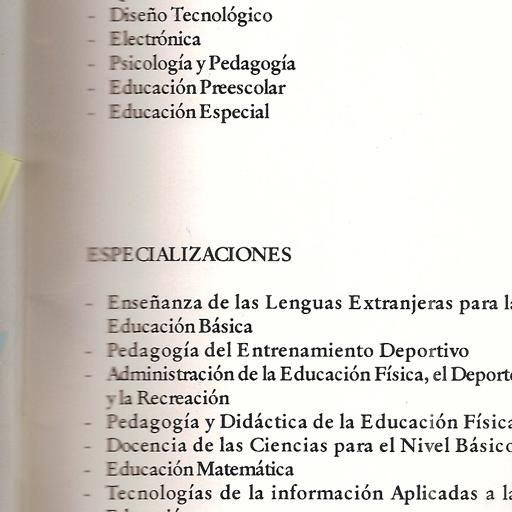 - Diseño Tecnológico
- Electrónica
- Psicología y Pedagogía
- Educación Preescolar
- Educación Especial
ESPECIALIZACIONES
- Enseñanza de las Lenguas Extranjeras para la
Educación Básica
- Pedagogía del Entrenamiento Deportivo
- Administración de la Educación Física, el Deporte
y la Recreación
- Pedagogía y Didáctica de la Educación Física
- Docencia de las Ciencias para el Nivel Básico
- Educación Matemática
- Tecnologías de la información Aplicadas a la